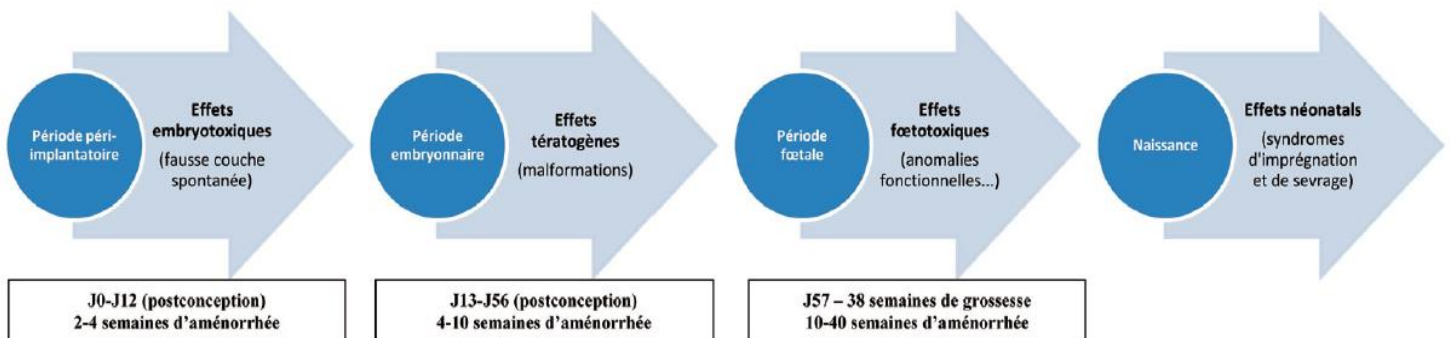 Période péri-
implantatoire
Effets
embryotoxiques
(fausse couche
spontanée)
Période
embryonnaire
Effets
tératogènes
(malformations)
Période
fœtale
Effets
fœtotoxiques
(anomalies
fonctionnelles...)
Naissance
Effets néonatals
(syndromes
d'imprégnation
et de sevrage)
J0-J12 (postconception)
2-4 semaines d'aménorrhée
J13-J56 (postconception)
4-10 semaines d'aménorrhée
J57 – 38 semaines de grossesse
10-40 semaines d'aménorrhée